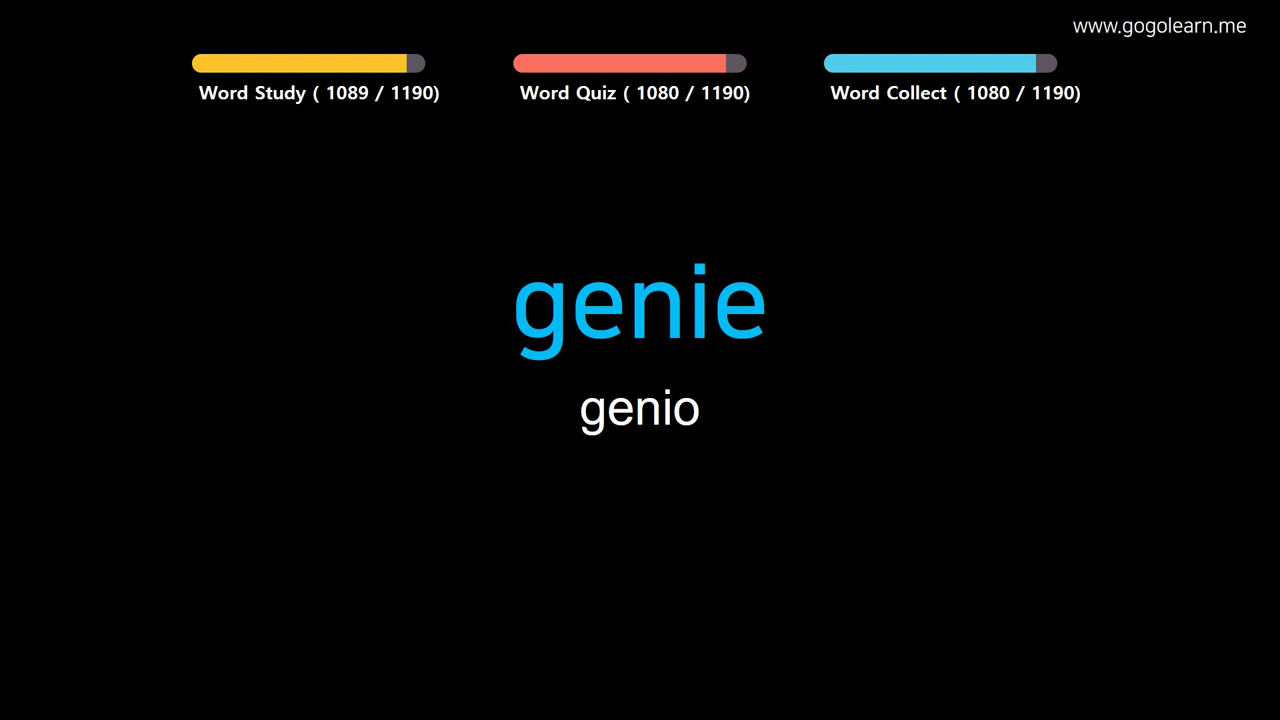 www.gogolearn.me
Word Study ( 1089 / 1190)
Word Quiz ( 1080 / 1190)
Word Collect ( 1080 / 1190)
genie
genio